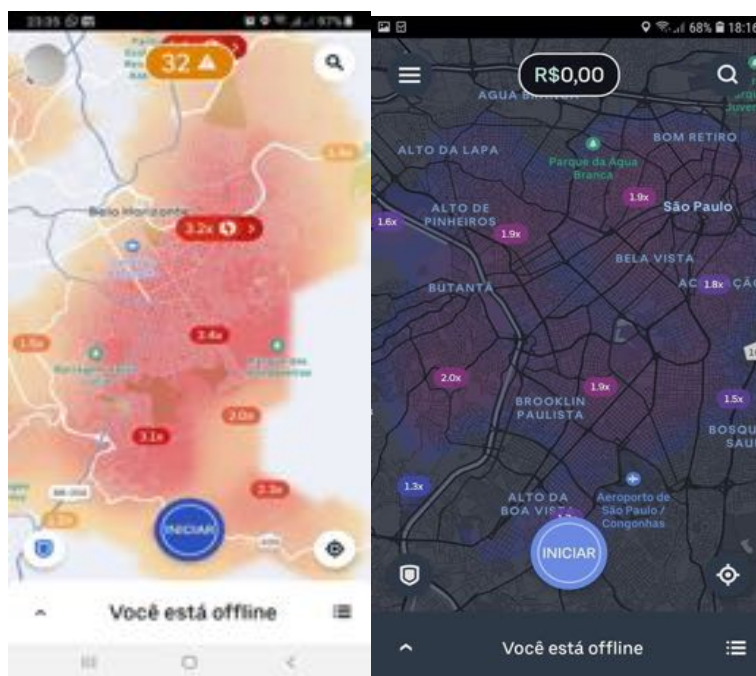 23:35
97%
32
3.2x
Belo Horizonte
3.4x
3.1x
2.0x
INICIAR
Você está offline
68% 18:16
R$0,00
AGUA BRANCA
ALTO DA LAPA
Parque da Água
Branca
BOM RETIRO
1.9x
São Paulo
ALTO DE
PINHEIROS
1.6x
1.9x
BELA VISTA
1.8x
BUTANTÃ
2.0x
1.9x
BROOKLIN
PAULISTA
1.5x
BOSQU
SAU
1.3x
ALTO DA
BOA VISTA
Aeroporto de
São Paulo /
Congonhas
INICIAR
Você está offline